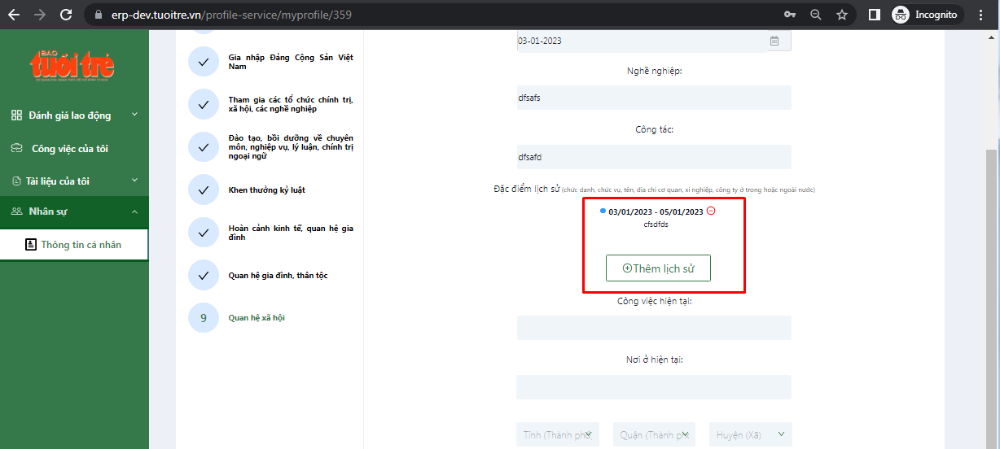 erp-dev.tuoitre.vn/profile-service/myprofile/359
Incognito
BÁO
tuổi trẻ
Đánh giá lao động
Công việc của tôi
Tài liệu của tôi
Nhân sự
Thông tin cá nhân
Gia nhập Đảng Cộng Sản Việt
Nam
Tham gia các tổ chức chính trị,
xã hội, các nghề nghiệp
Đào tạo, bồi dưỡng về chuyên
môn, nghiệp vụ, lý luận, chính trị
ngoại ngữ
Khen thưởng kỷ luật
Hoàn cảnh kinh tế, quan hệ gia
đình
Quan hệ gia đình, thân tộc
9
Quan hệ xã hội
03-01-2023
Nghề nghiệp:
dfsafs
Công tác:
dfsafd
Đặc điểm lịch sử (chức danh, chức vụ, tên, địa chỉ cơ quan, xí nghiệp, công ty ở trong hoặc ngoài nước)
03/01/2023 - 05/01/2023
cfsdfds
Thêm lịch sử
Công việc hiện tại:
Nơi ở hiện tại:
Tỉnh (Thành phố)
Quận (Thành phố
Huyện (Xã)